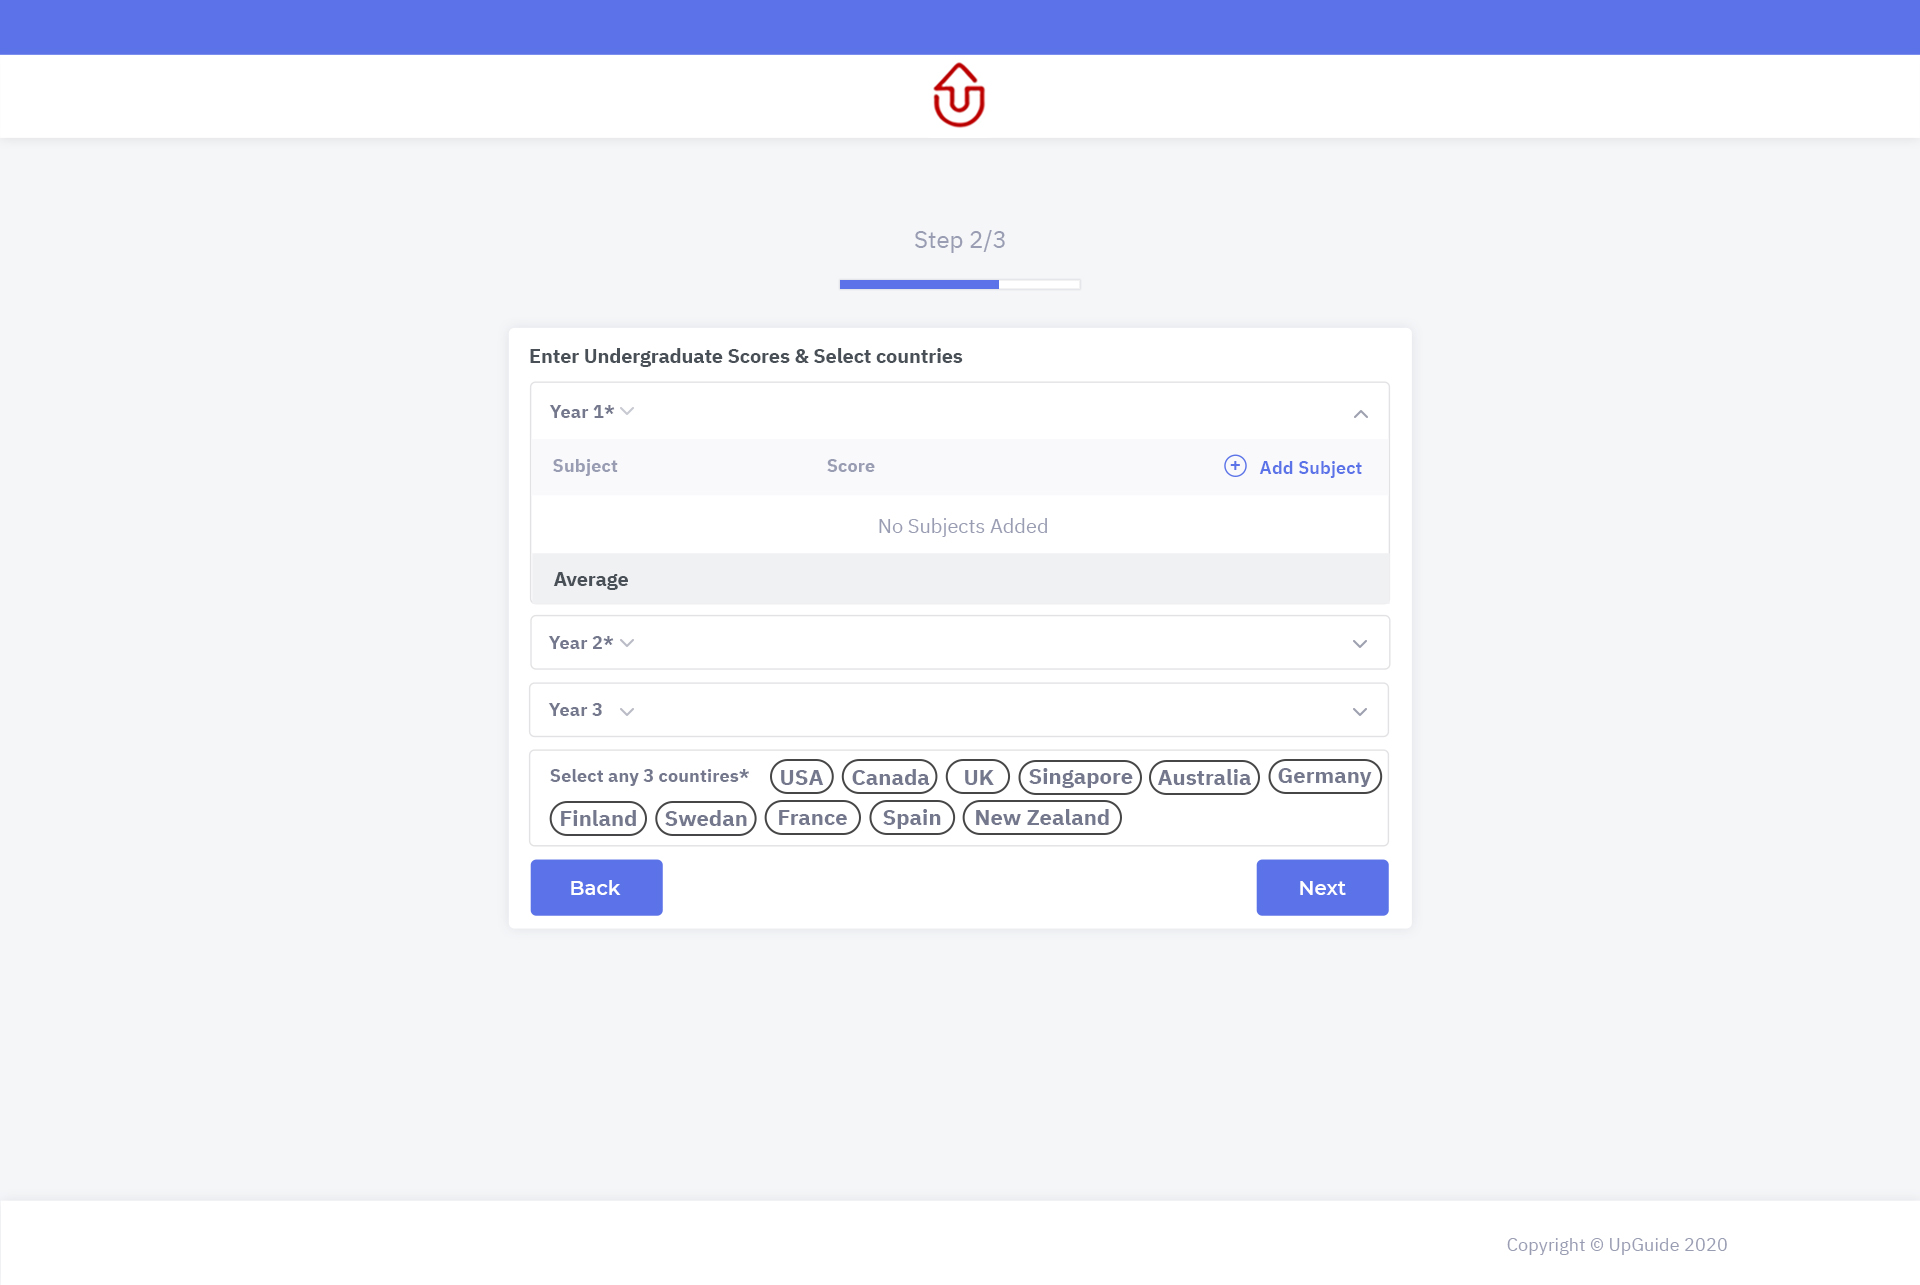 Step 2/3
Enter Undergraduate Scores & Select countries
Year 1*
Subject Score Add Subject
No Subjects Added
Average
Year 2*
Year 3
Select any 3 countires* USA Canada UK Singapore Australia Germany
Finland Swedan France Spain New Zealand
Back Next
Copyright © UpGuide 2020